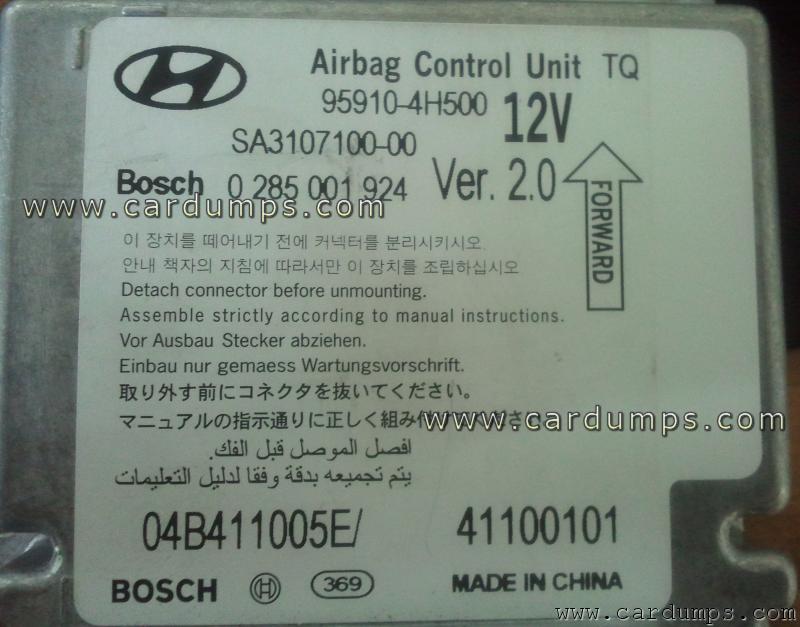 Airbag Control Unit TQ
95910-4H500 12V
SA3107100-00
Bosch 0 285 001 924 Ver. 2.0
FORWARD
www.cardumps.com
이 장치를 떼어내기 전에 커넥터를 분리시키시오.
안내 책자의 지침에 따라서만 이 장치를 조립하십시오
Detach connector before unmounting.
Assemble strictly according to manual instructions.
Vor Ausbau Stecker abziehen.
Einbau nur gemaess Wartungsvorschrift.
取り外す前にコネクタを抜いてください。
マニュアルの指示通りに正しく組み付
www.cardumps.com
افصل الموصل قبل الفك.
يتم تجميعه بدقة وفقا لدليل التعليمات
04B411005E/ 41100101
BOSCH 369 MADE IN CHINA
www.cardumps.com